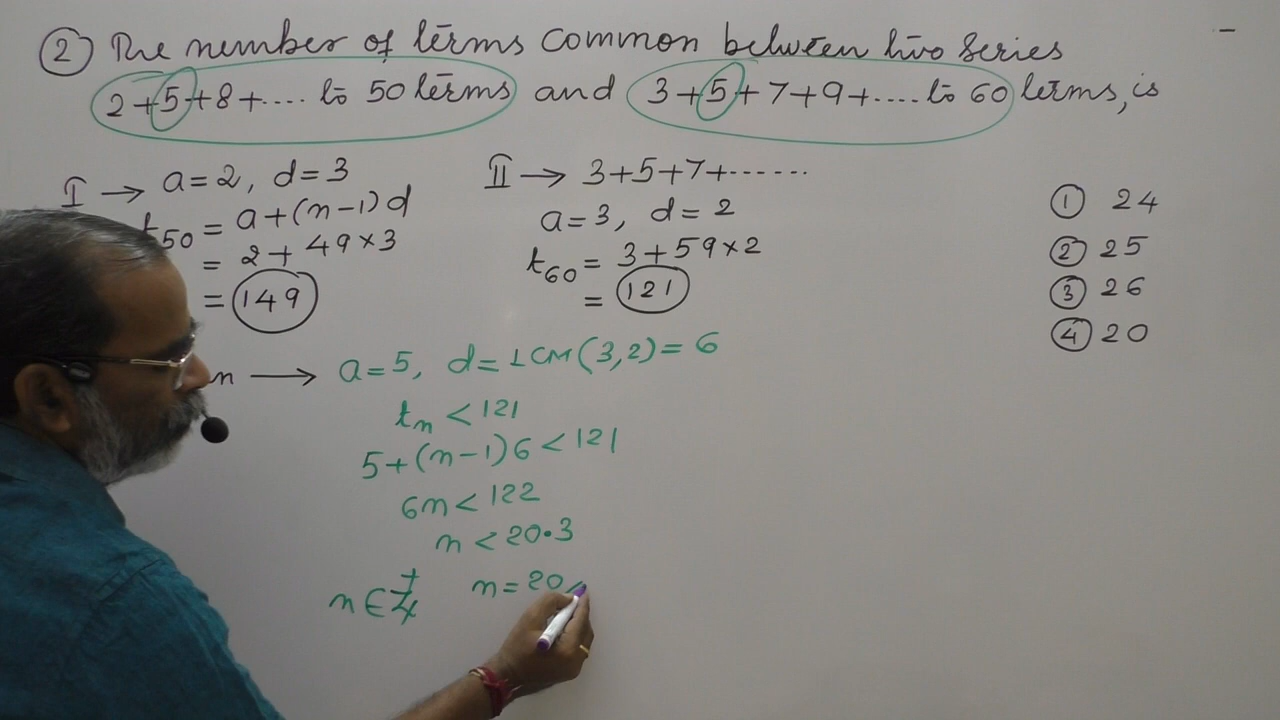 ② The number of terms common between two series
2+5+8+.... to 50 terms and 3+5+7+9+.... to 60 terms, is
I → a=2, d=3
t50 = a+(n-1)d
= 2+49×3
= 149
II → 3+5+7+......
a=3, d=2
t60 = 3+59×2
= 121
① 24
② 25
③ 26
④ 20
n → a=5, d=LCM(3,2)=6
tn < 121
5+(n-1)6 < 121
6n < 122
n < 20.3
n ∈ Z+ n=20